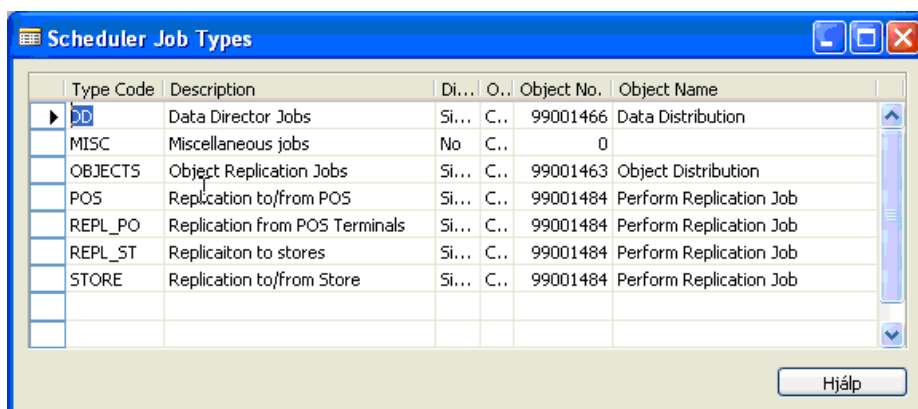 Scheduler Job Types
Type Code Description Di... O.. Object No. Object Name
DD Data Director Jobs Si... C.. 99001466 Data Distribution
MISC Miscellaneous jobs No C.. 0
OBJECTS Object Replication Jobs Si... C.. 99001463 Object Distribution
POS Replication to/from POS Si... C.. 99001484 Perform Replication Job
REPL_PO Replication from POS Terminals Si... C.. 99001484 Perform Replication Job
REPL_ST Replicaiton to stores Si... C.. 99001484 Perform Replication Job
STORE Replication to/from Store Si... C.. 99001484 Perform Replication Job
Hjálp